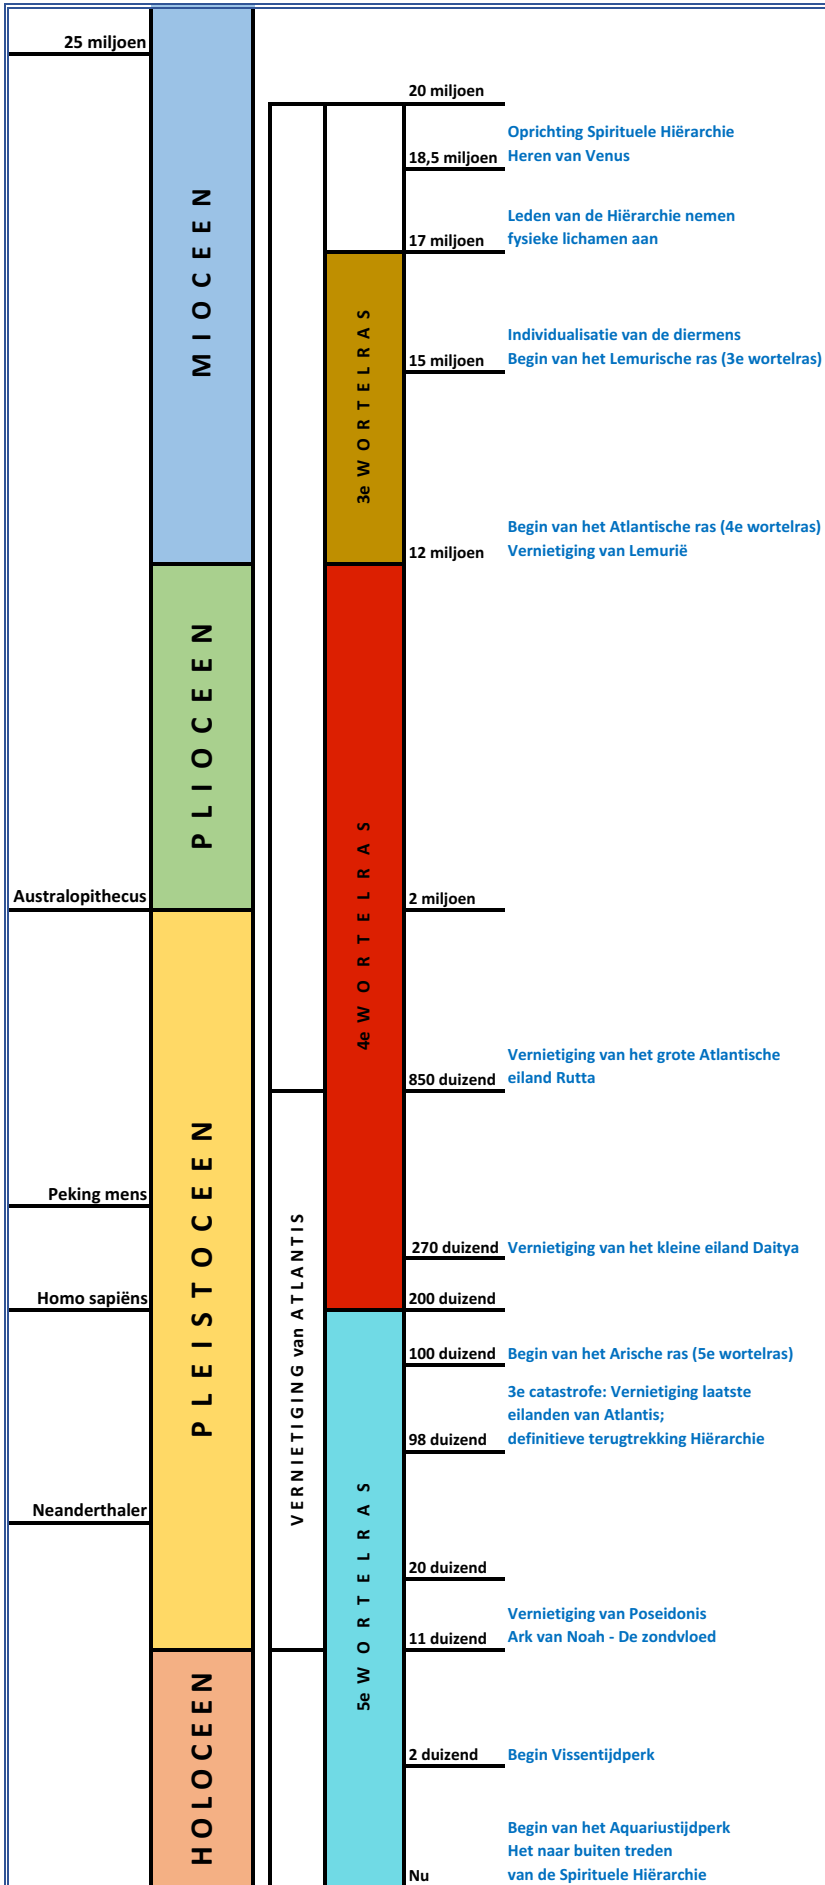 25 miljoen
20 miljoen
Oprichting Spirituele Hiërarchie
18,5 miljoen
Heren van Venus
MIOCEEN
Leden van de Hiërarchie nemen
17 miljoen
fysieke lichamen aan
3e WORTELRAS
Individualisatie van de diermens
15 miljoen
Begin van het Lemurische ras (3e wortelras)
Begin van het Atlantische ras (4e wortelras)
12 miljoen
Vernietiging van Lemurië
PLIOCEEN
4e WORTELRAS
Australopithecus
2 miljoen
Vernietiging van het grote Atlantische
850 duizend
eiland Rutta
PLEISTOCEEN
Peking mens
VERNIETIGING van ATLANTIS
270 duizend
Vernietiging van het kleine eiland Daitya
Homo sapiëns
200 duizend
100 duizend
Begin van het Arische ras (5e wortelras)
3e catastrofe: Vernietiging laatste
eilanden van Atlantis;
98 duizend
definitieve terugtrekking Hiërarchie
5e WORTELRAS
Neanderthaler
20 duizend
Vernietiging van Poseidonis
11 duizend
Ark van Noah - De zondvloed
HOLOCEEN
2 duizend
Begin Vissentijdperk
Begin van het Aquariustijdperk
Het naar buiten treden
Nu
van de Spirituele Hiërarchie